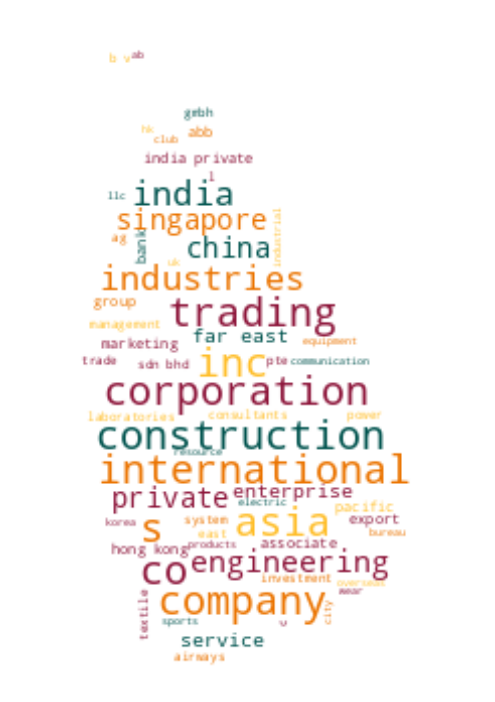 b v ab
gmbh
hk abb
club
india private
l
llc india
singapore industrial
ag bank china
uk
industries
group trading
management far east equipment
marketing inc
trade sdn bhd pte communication
corporation
laboratories consultants power
construction
resource
international
private enterprise
electric pacific
korea s system asia export
east bureau
hong kong products associate
co engineering
investment overseas
textile company city wear
sports v
service
airways